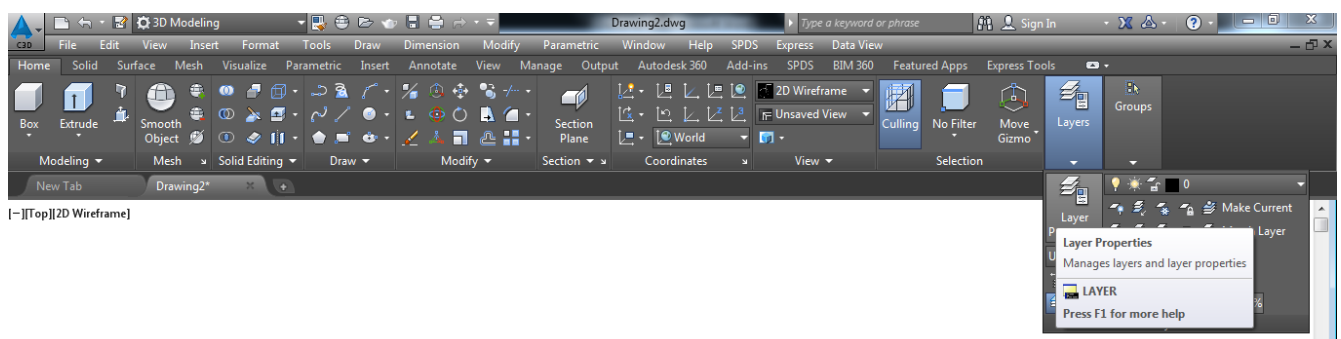 3D Modeling Drawing2.dwg Type a keyword or phrase Sign In
C3D File Edit View Insert Format Tools Draw Dimension Modify Parametric Window Help SPDS Express Data View
Home Solid Surface Mesh Visualize Parametric Insert Annotate View Manage Output Autodesk 360 Add-ins SPDS BIM 360 Featured Apps Express Tools
2D Wireframe
Groups
Unsaved View
Box Extrude Smooth Section Culling No Filter Move Layers
Object Plane World Gizmo
Modeling Mesh Solid Editing Draw Modify Section Coordinates View Selection
New Tab Drawing2*
0
[−][Top][2D Wireframe]
Make Current
Layer
Layer
Layer Properties
Manages layers and layer properties
LAYER
%
Press F1 for more help